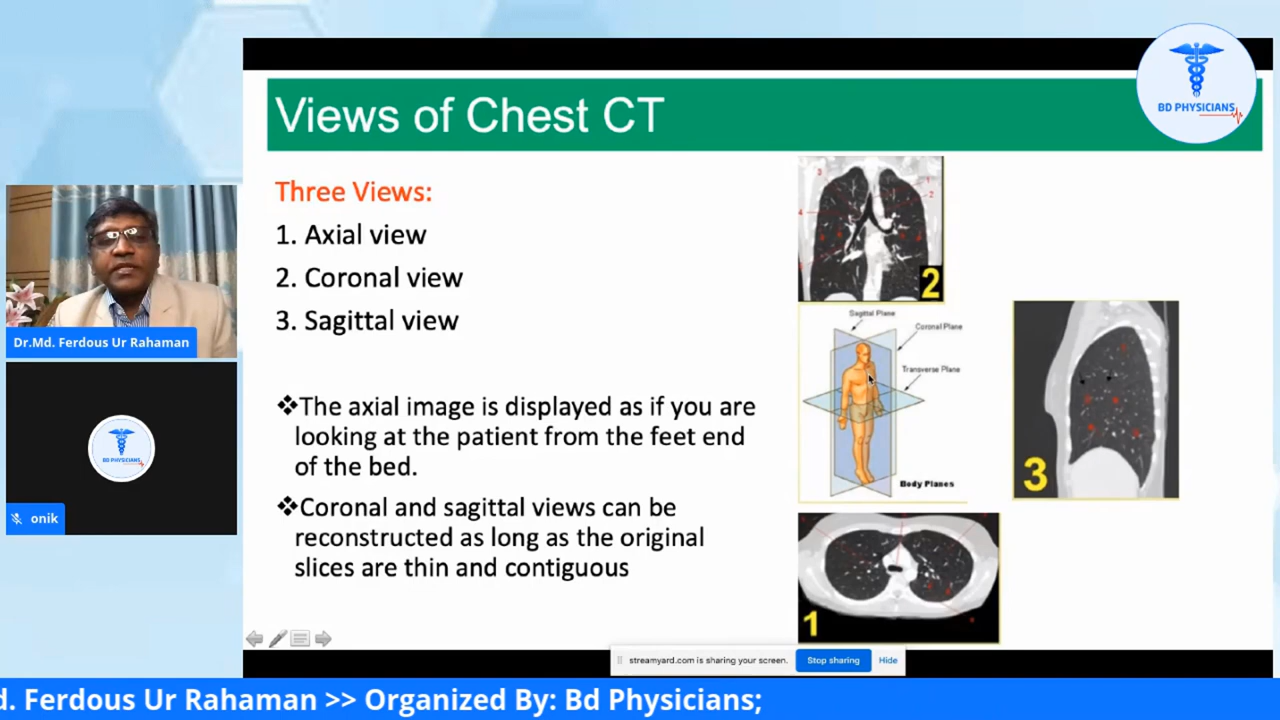 Views of Chest CT
BD PHYSICIANS
Three Views:
1. Axial view
2. Coronal view
3. Sagittal view
❖The axial image is displayed as if you are
looking at the patient from the feet end
of the bed.
❖Coronal and sagittal views can be
reconstructed as long as the original
slices are thin and contiguous
2
Sagittal Plane
Coronal Plane
Transverse Plane
Body Planes
3
1
Dr.Md. Ferdous Ur Rahaman
BD PHYSICIANS
onik
streamyard.com is sharing your screen.
Stop sharing
Hide
d. Ferdous Ur Rahaman >> Organized By: Bd Physicians;